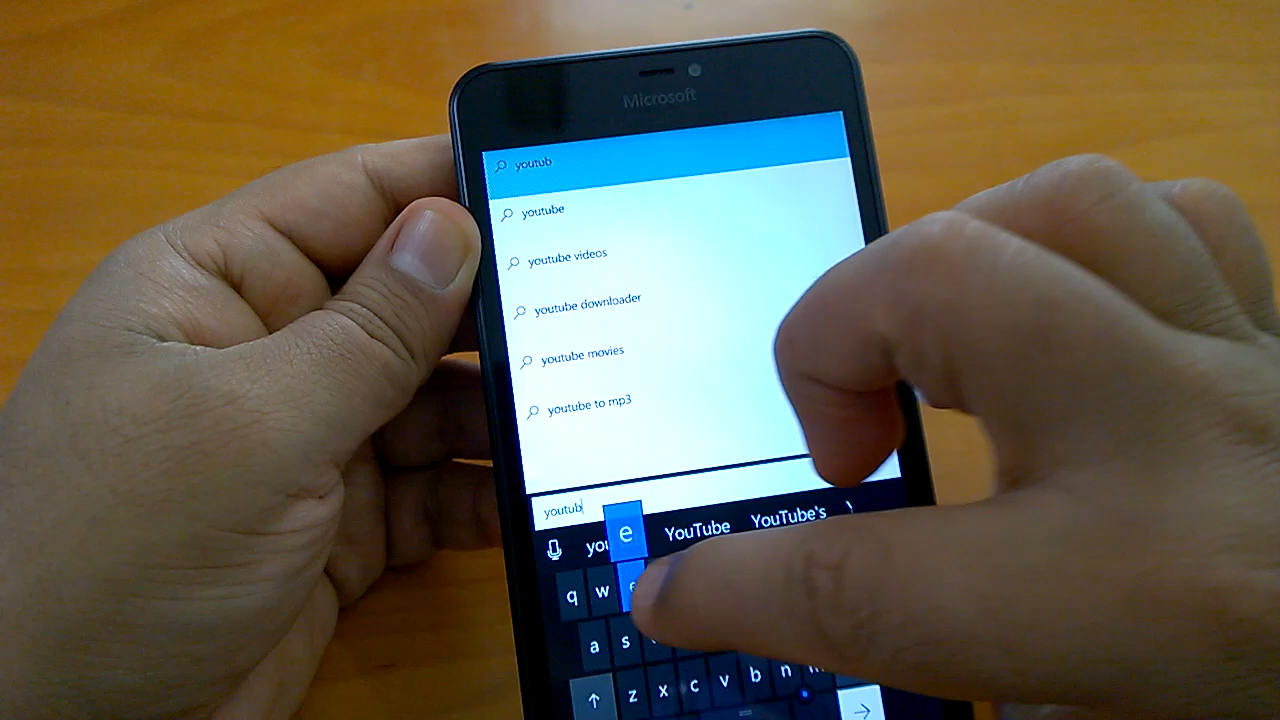 Microsoft
youtub
youtube
youtube videos
youtube downloader
youtube movies
youtube to mp3
youtub
e
YouTube YouTube's
q w e
a s
z x c v b n m